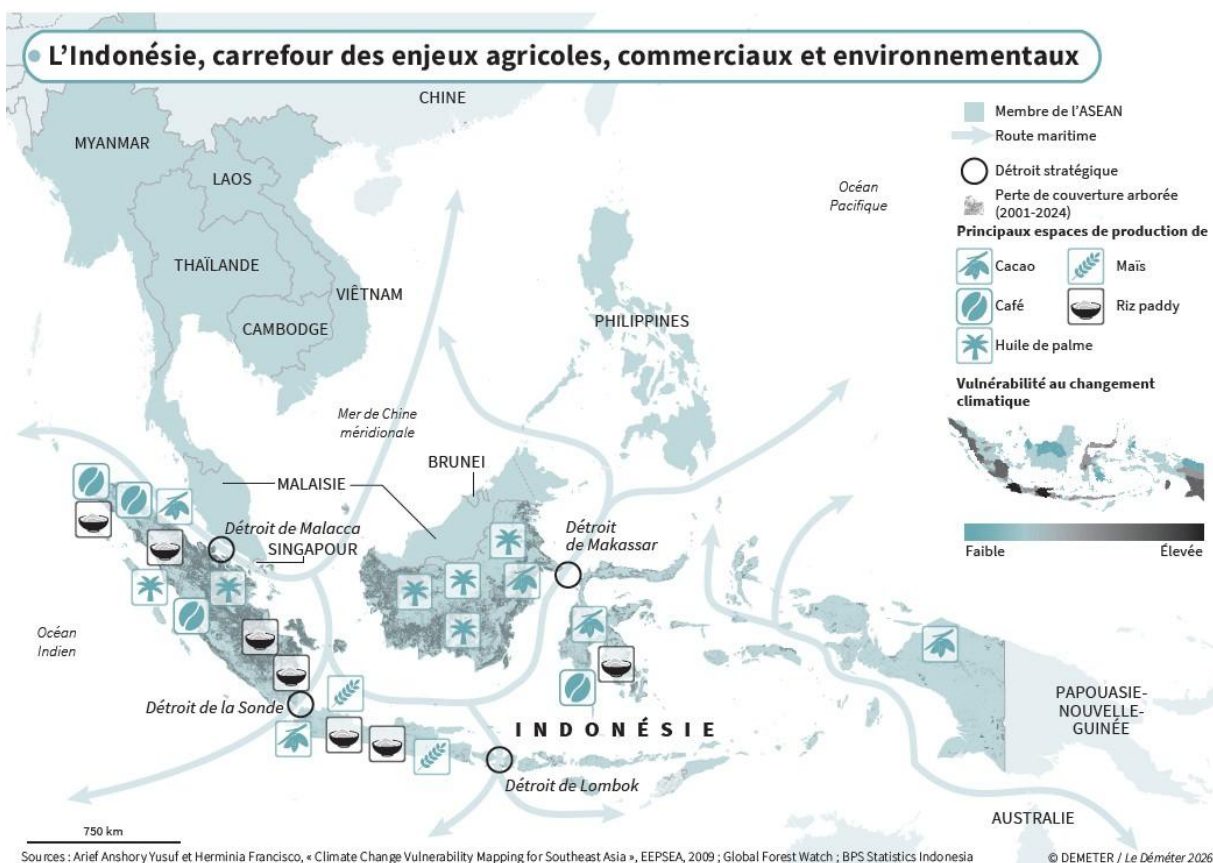 L'Indonésie, carrefour des enjeux agricoles, commerciaux et environnementaux
CHINE
MYANMAR
LAOS
THAÏLANDE
VIÊTNAM
CAMBODGE
PHILIPPINES
Océan
Pacifique
Membre de l'ASEAN
Route maritime
Détroit stratégique
Perte de couverture arborée
(2001-2024)
Principaux espaces de production de
Cacao
Maïs
Café
Riz paddy
Huile de palme
Vulnérabilité au changement
climatique
Faible
Élevée
Mer de Chine
méridionale
BRUNEI
MALAISIE
Détroit de Malacca
SINGAPOUR
Détroit
de Makassar
Océan
Indien
Détroit de la Sonde
INDONÉSIE
Détroit de Lombok
PAPOUASIE-
NOUVELLE-
GUINÉE
AUSTRALIE
750 km
Sources : Arief Anshory Yusuf et Herminia Francisco, « Climate Change Vulnerability Mapping for Southeast Asia », EEPSEA, 2009 ; Global Forest Watch ; BPS Statistics Indonesia
© DEMETER / Le Déméter 2026